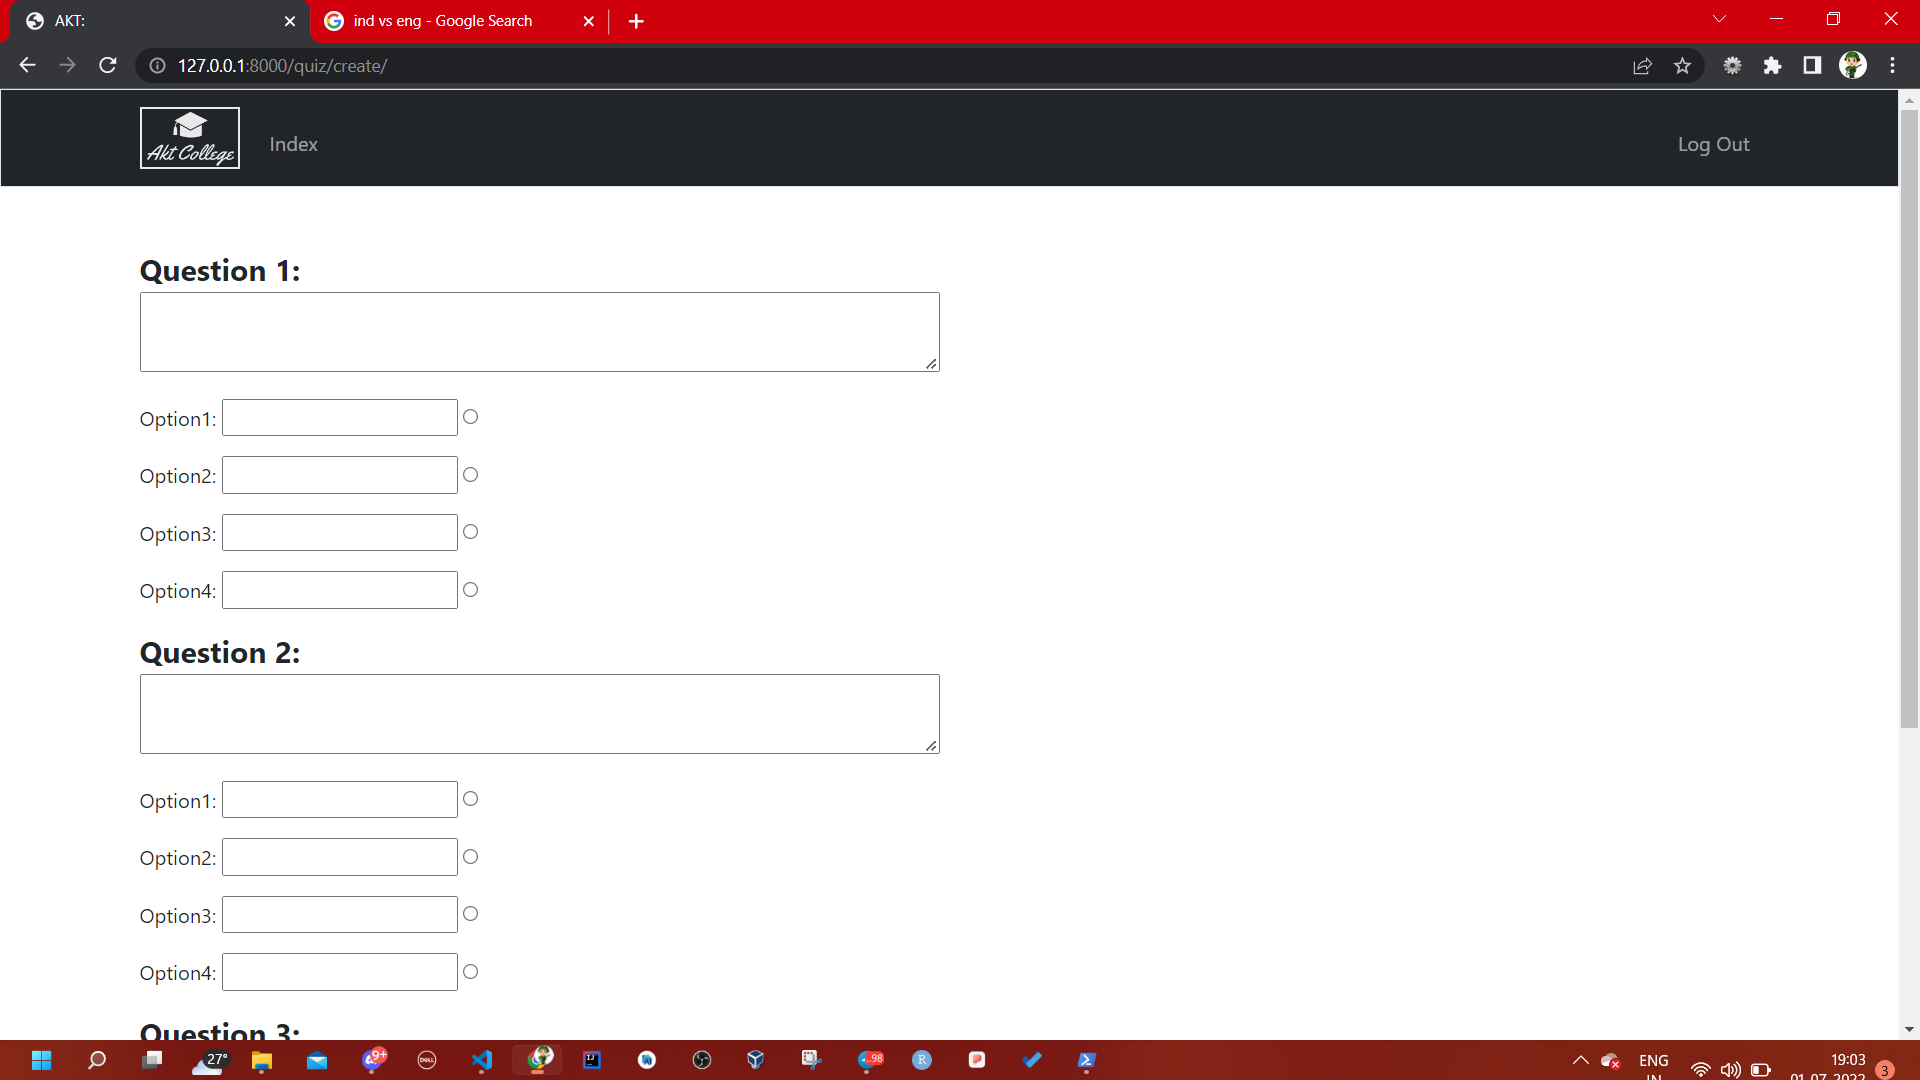 AKT:
ind vs eng - Google Search
127.0.0.1:8000/quiz/create/
Akt College
Index
Log Out
Question 1:
Option1:
Option2:
Option3:
Option4:
Question 2:
Option1:
Option2:
Option3:
Option4:
Question 3:
27°
9+
DELL
IJ
..98
R
ENG
IN
19:03
01-07-2022
3